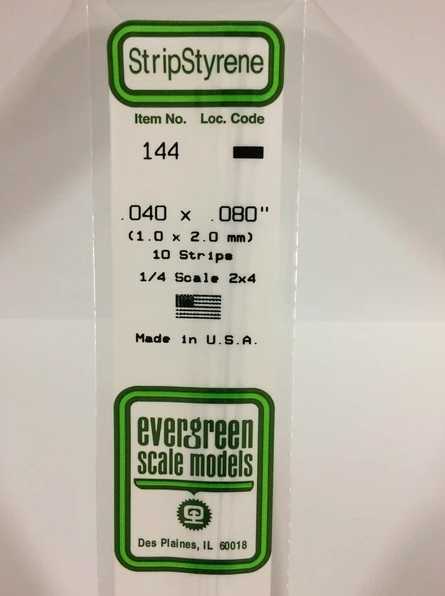 StripStyrene
Item No. Loc. Code
144
.040 x .080"
(1.0 x 2.0 mm)
10 Strips
1/4 Scale 2x4
Made in U.S.A.
evergreen
scale models
Des Plaines, IL 60018